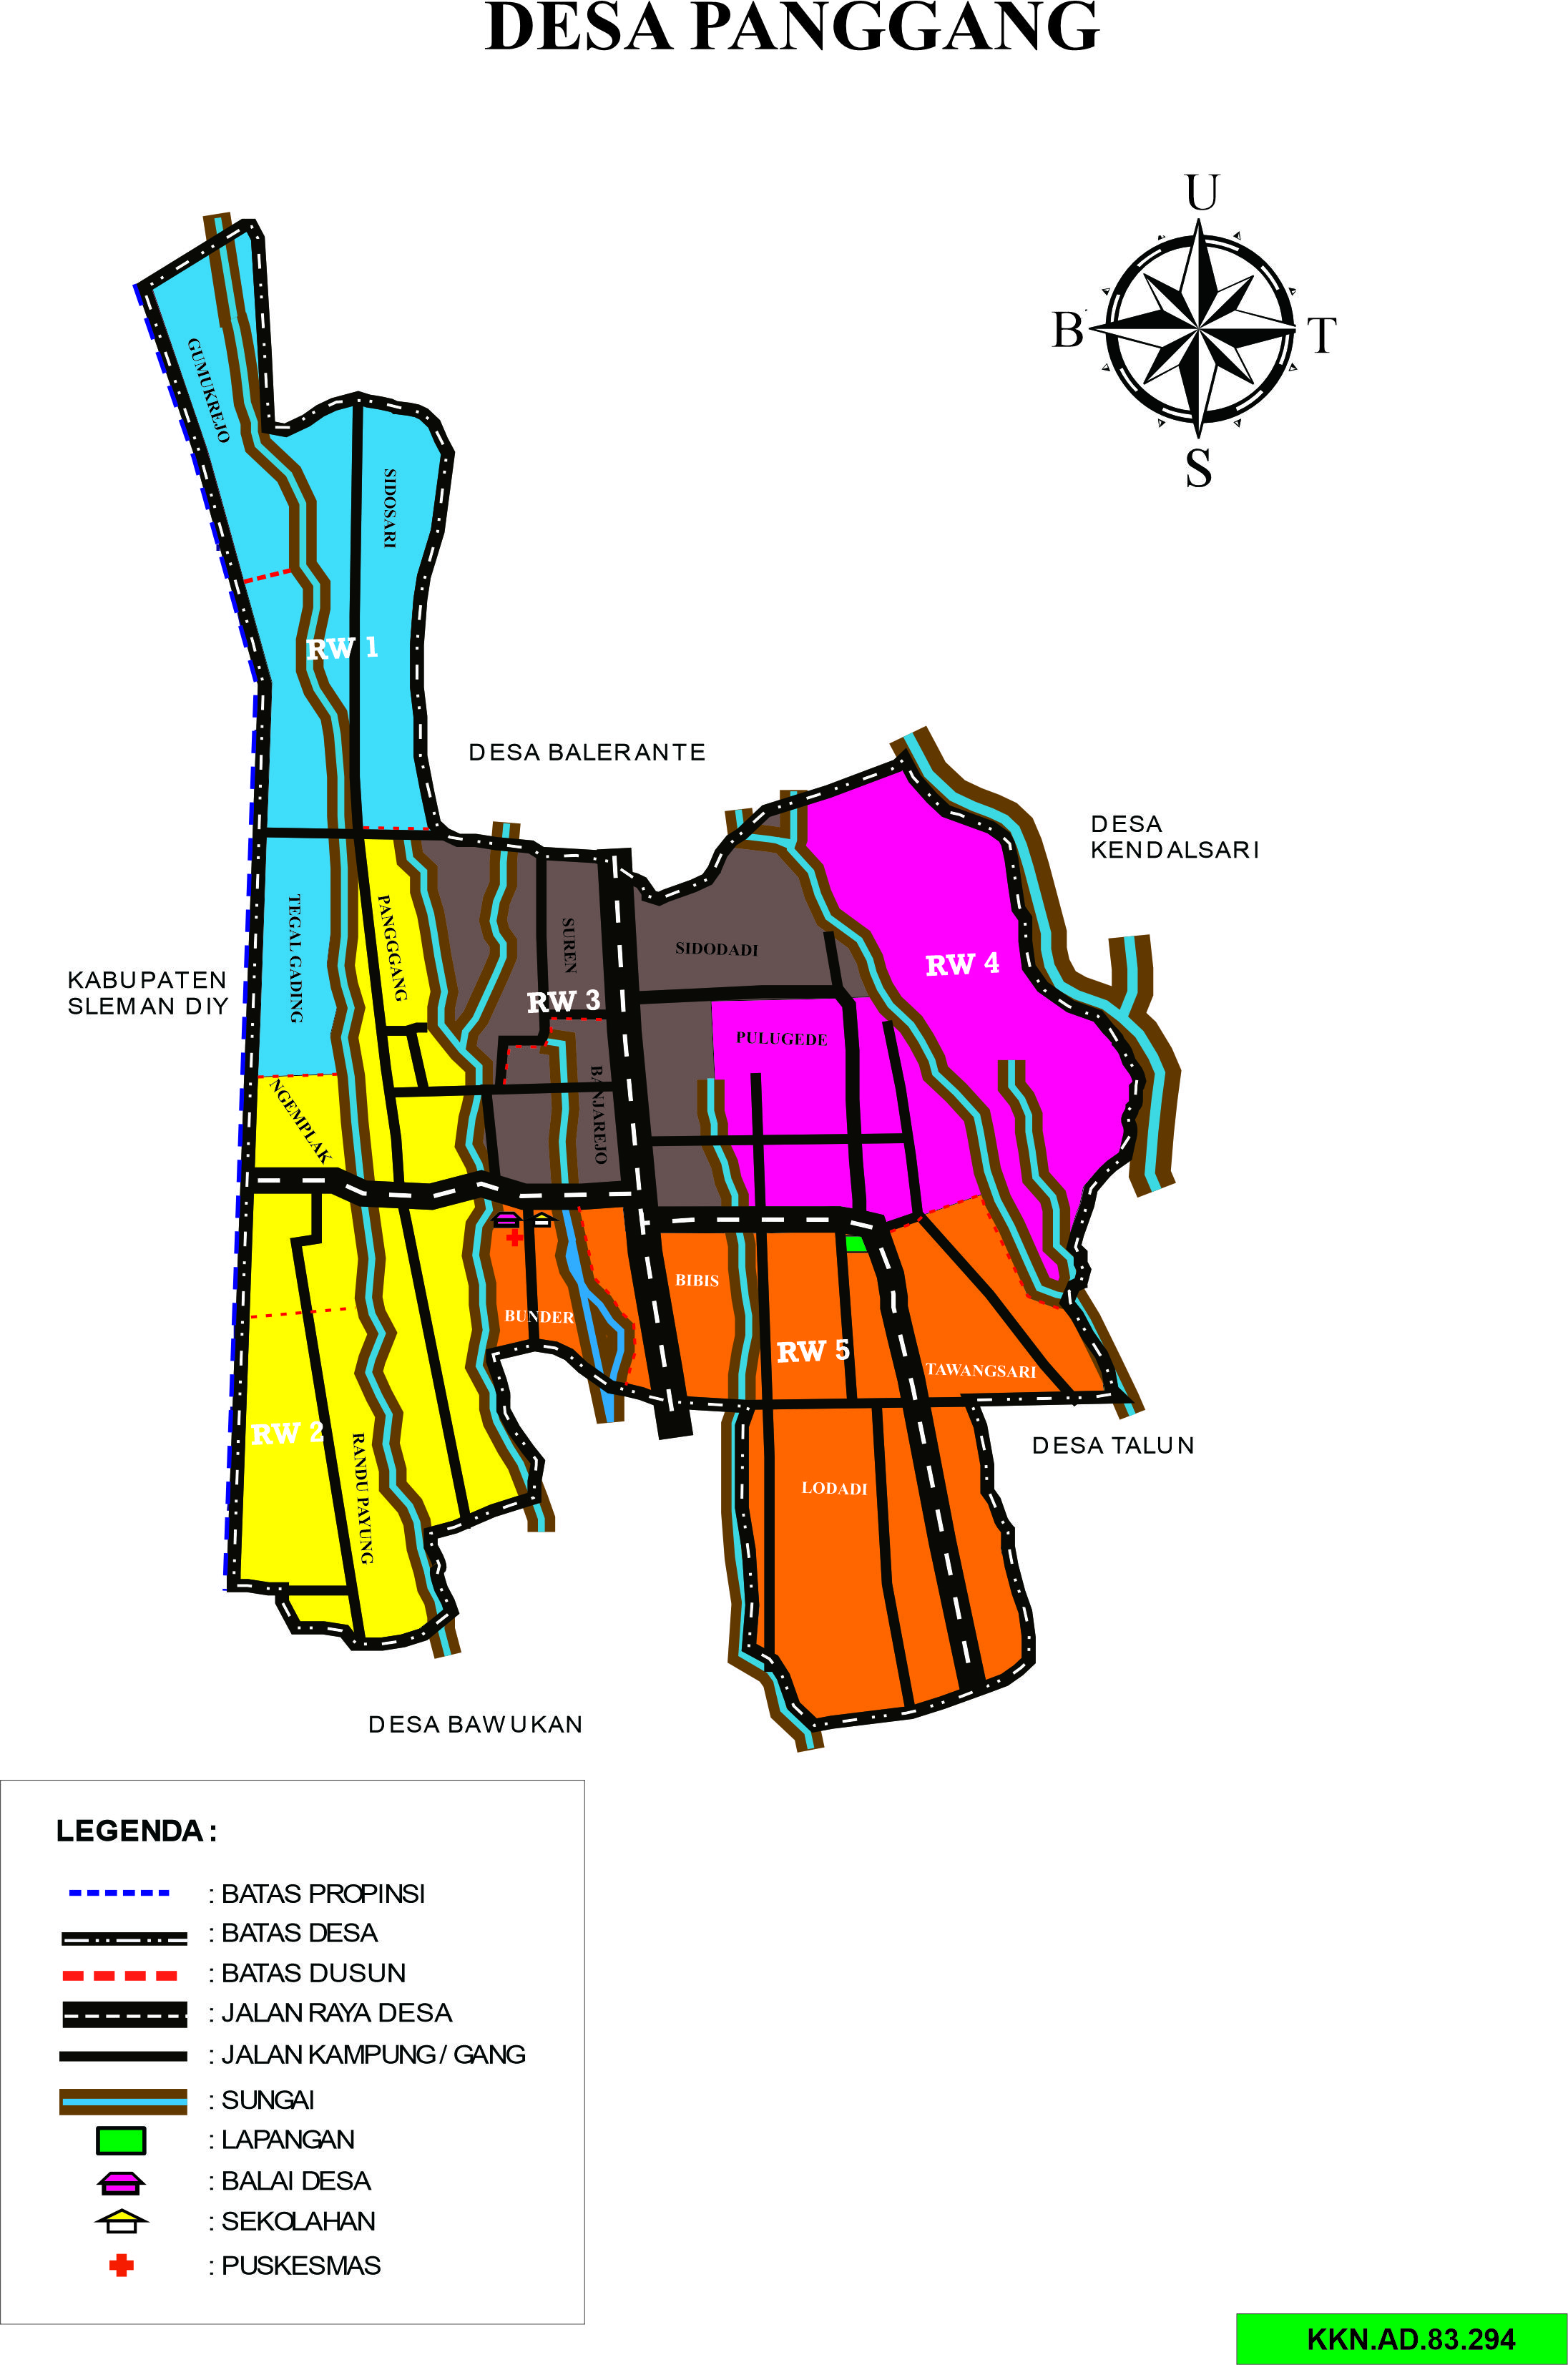 DESA PANGGANG
U
B
T
S
GUMUKREJO
SIDOSARI
RW 1
DESA BALERANTE
DESA
KENDALSARI
TEGAL GADING
PANGGANG
SUREN
SIDODADI
RW 4
KABUPATEN
SLEMAN DIY
RW 3
PULUGEDE
NGEMPLAK
BANJAREJO
BIBIS
BUNDER
RW 5
TAWANGSARI
RW 2
RANDU PAYUNG
DESA TALUN
LODADI
DESA BAWUKAN
LEGENDA :
: BATAS PROPINSI
: BATAS DESA
: BATAS DUSUN
: JALAN RAYA DESA
: JALAN KAMPUNG / GANG
: SUNGAI
: LAPANGAN
: BALAI DESA
: SEKOLAHAN
: PUSKESMAS
KKN.AD.83.294